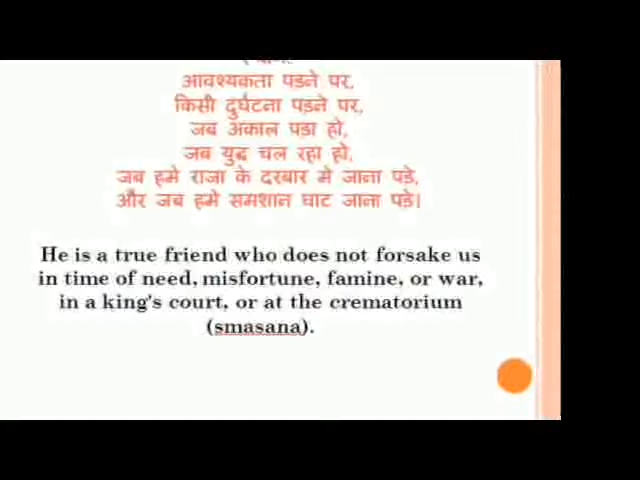 आवश्यकता पडने पर,
किसी दुर्घटना पड़ने पर,
जब अकाल पडा हो,
जब युद्ध चल रहा हो,
जब हमे राजा के दरबार मे जाना पडे,
और जब हमे समशान घाट जाना पडे।
He is a true friend who does not forsake us
in time of need, misfortune, famine, or war,
in a king's court, or at the crematorium
(smasana).